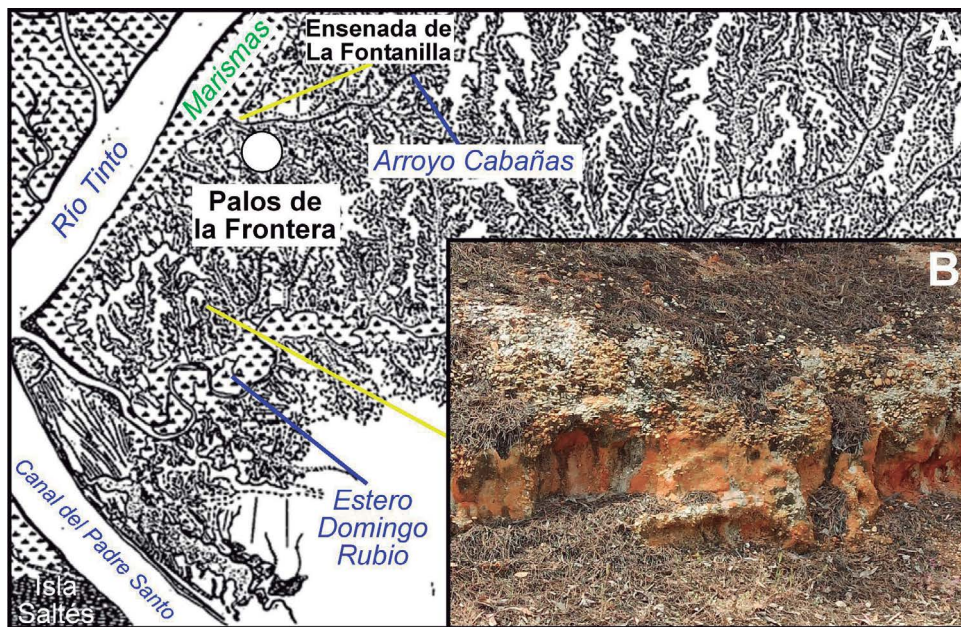 A
Ensenada de
La Fontanilla
Marismas
Río Tinto
Arroyo Cabañas
Palos de
la Frontera
B
Estero
Domingo
Rubio
Canal del Padre Santo
Isla
Saltes